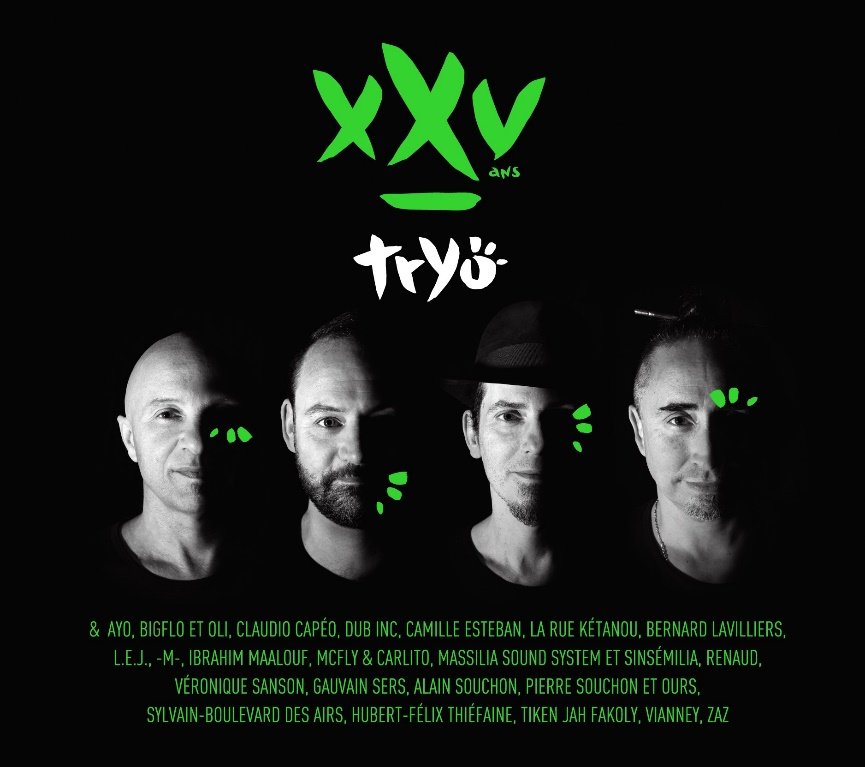 XXV
ans
tryo
& AYO, BIGFLO ET OLI, CLAUDIO CAPÉO, DUB INC, CAMILLE ESTEBAN, LA RUE KÉTANOU, BERNARD LAVILLIERS,
L.E.J., -M-, IBRAHIM MAALOUF, MCFLY & CARLITO, MASSILIA SOUND SYSTEM ET SINSÉMILIA, RENAUD,
VÉRONIQUE SANSON, GAUVAIN SERS, ALAIN SOUCHON, PIERRE SOUCHON ET OURS,
SYLVAIN-BOULEVARD DES AIRS, HUBERT-FÉLIX THIÉFAINE, TIKEN JAH FAKOLY, VIANNEY, ZAZ